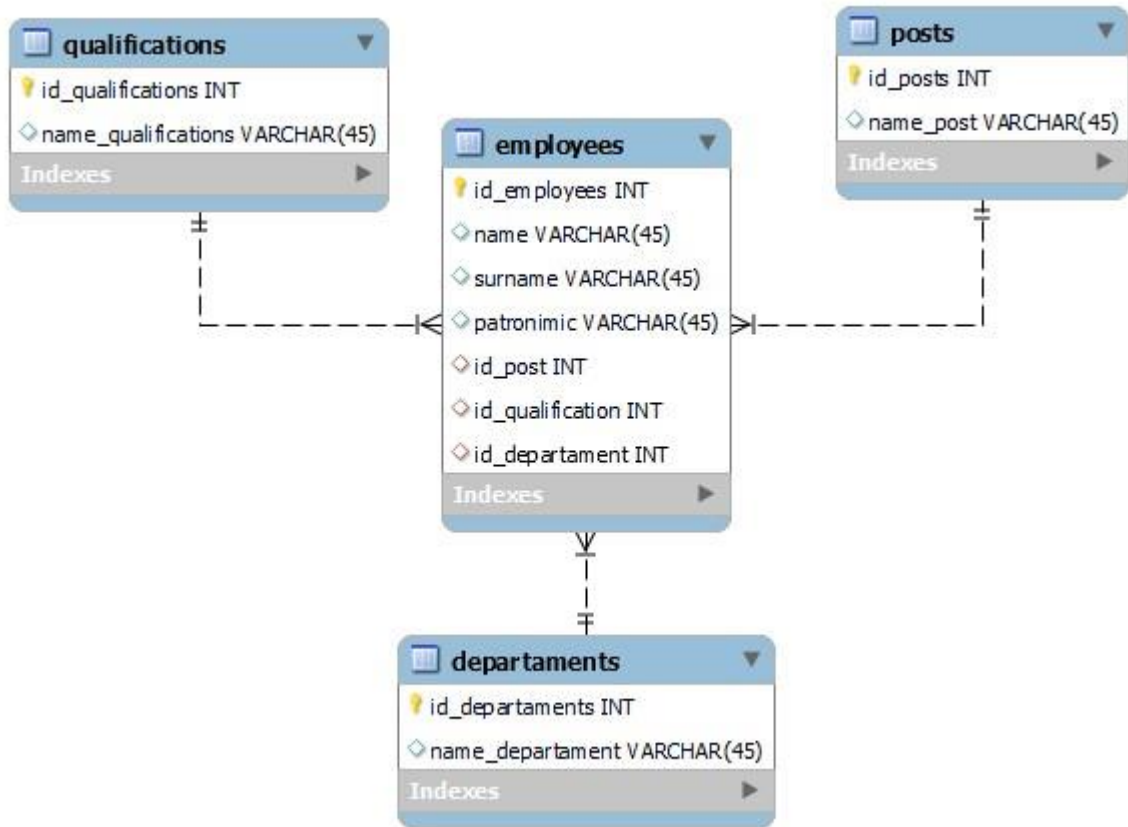 qualifications
id_qualifications INT
name_qualifications VARCHAR(45)
Indexes
posts
id_posts INT
name_post VARCHAR(45)
Indexes
employees
id_employees INT
name VARCHAR(45)
surname VARCHAR(45)
patronimic VARCHAR(45)
id_post INT
id_qualification INT
id_departament INT
Indexes
departaments
id_departaments INT
name_departament VARCHAR(45)
Indexes